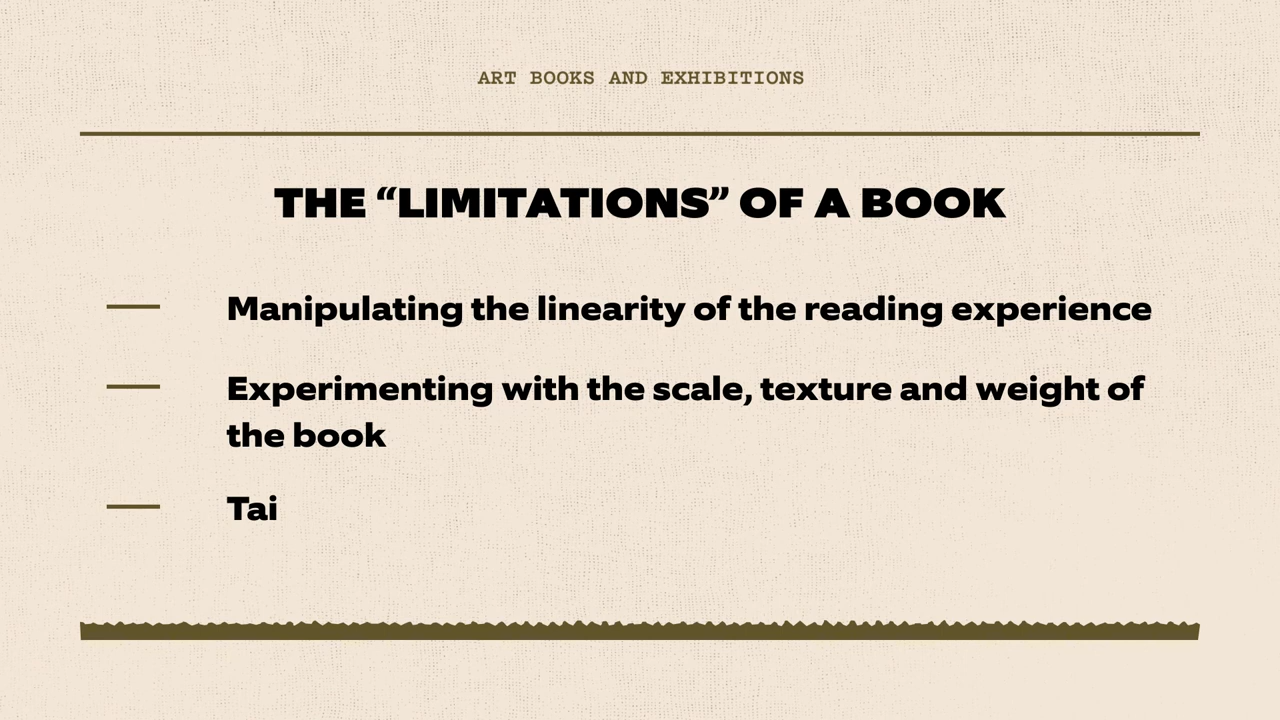 ART BOOKS AND EXHIBITIONS
THE “LIMITATIONS” OF A BOOK
Manipulating the linearity of the reading experience
Experimenting with the scale, texture and weight of
the book
Tai